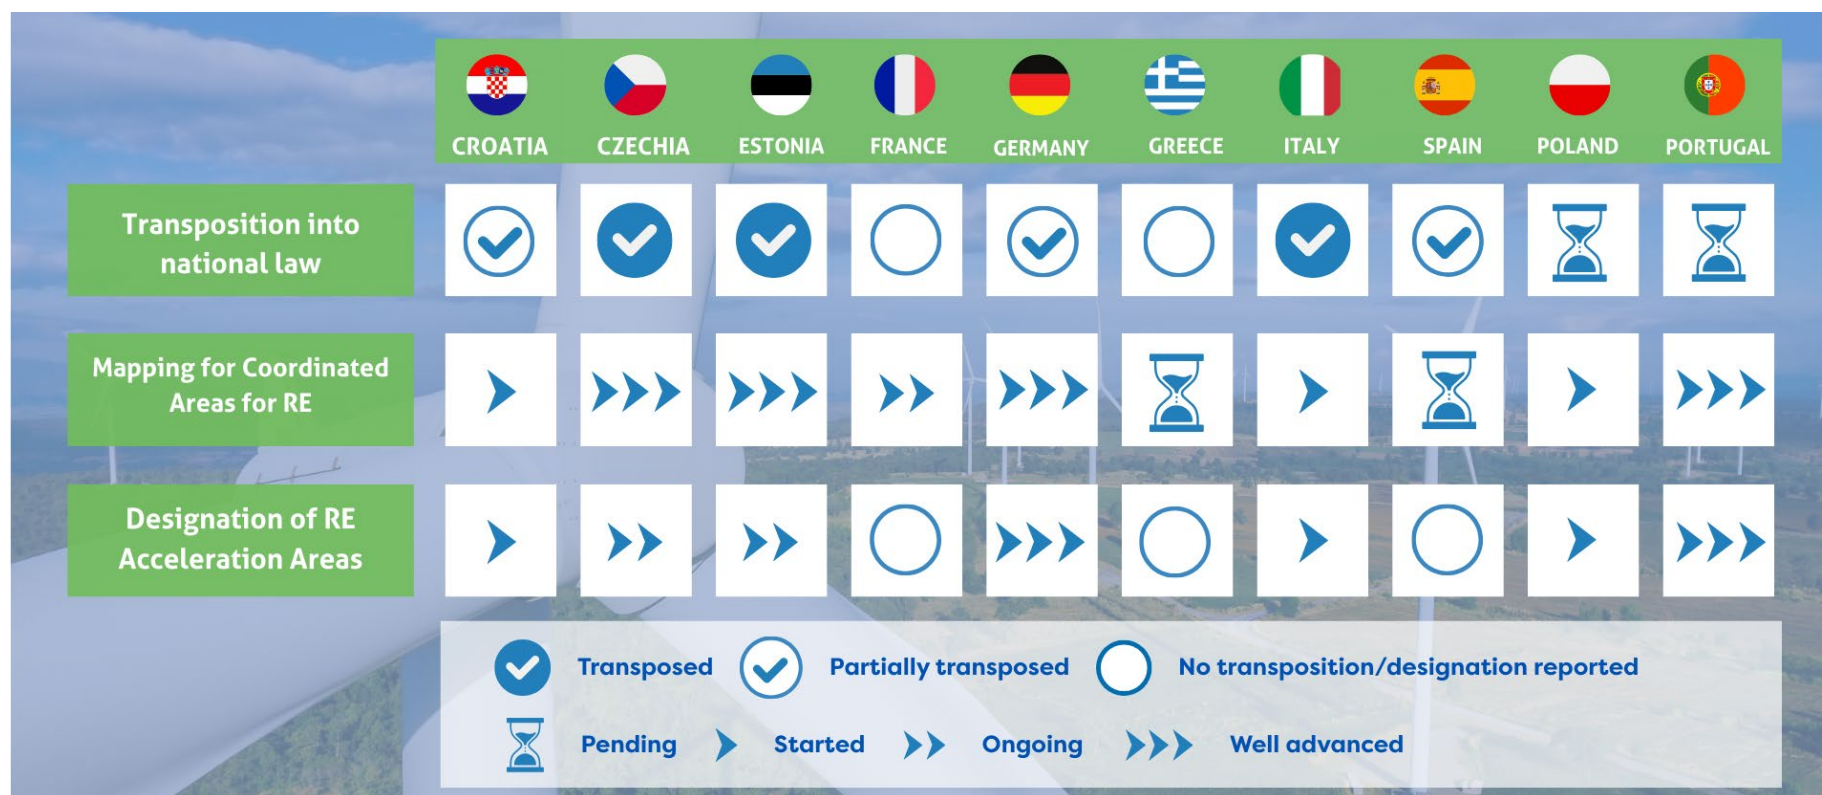 CROATIA CZECHIA ESTONIA FRANCE GERMANY GREECE ITALY SPAIN POLAND PORTUGAL
Transposition into
national law
Mapping for Coordinated
Areas for RE
Designation of RE
Acceleration Areas
Transposed Partially transposed No transposition/designation reported
Pending Started Ongoing Well advanced